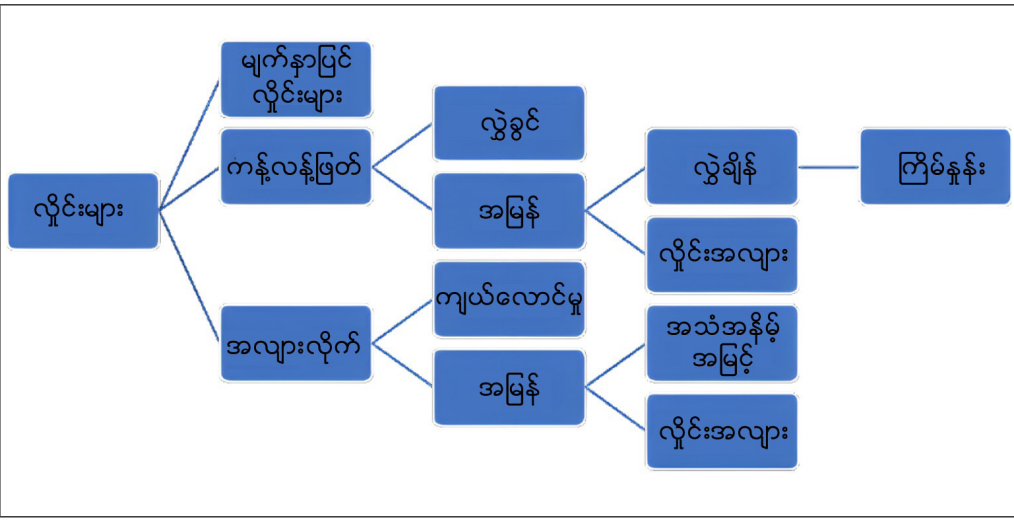 လှိုင်းများ
မျက်နှာပြင်
လှိုင်းများ
ကန့်လန့်ဖြတ်
လွှဲခွင်
အမြန်
လွှဲချိန်
ကြိမ်နှုန်း
လှိုင်းအလျား
အလျားလိုက်
ကျယ်လောင်မှု
အမြန်
အသံအနိမ့်
အမြင့်
လှိုင်းအလျား